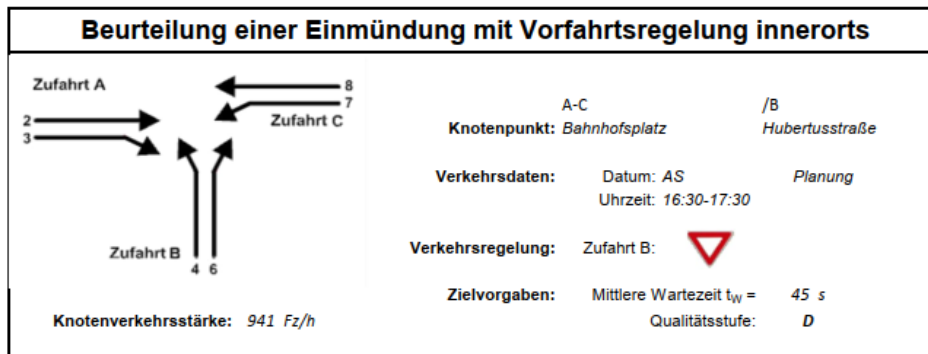 Beurteilung einer Einmündung mit Vorfahrtsregelung innerorts
Zufahrt A
8
7
2
Zufahrt C
3
Zufahrt B
4 6
Knotenverkehrsstärke: 941 Fz/h
A-C /B
Knotenpunkt: Bahnhofsplatz Hubertusstraße
Verkehrsdaten: Datum: AS Planung
Uhrzeit: 16:30-17:30
Verkehrsregelung: Zufahrt B:
Zielvorgaben: Mittlere Wartezeit tW = 45 s
Qualitätsstufe: D